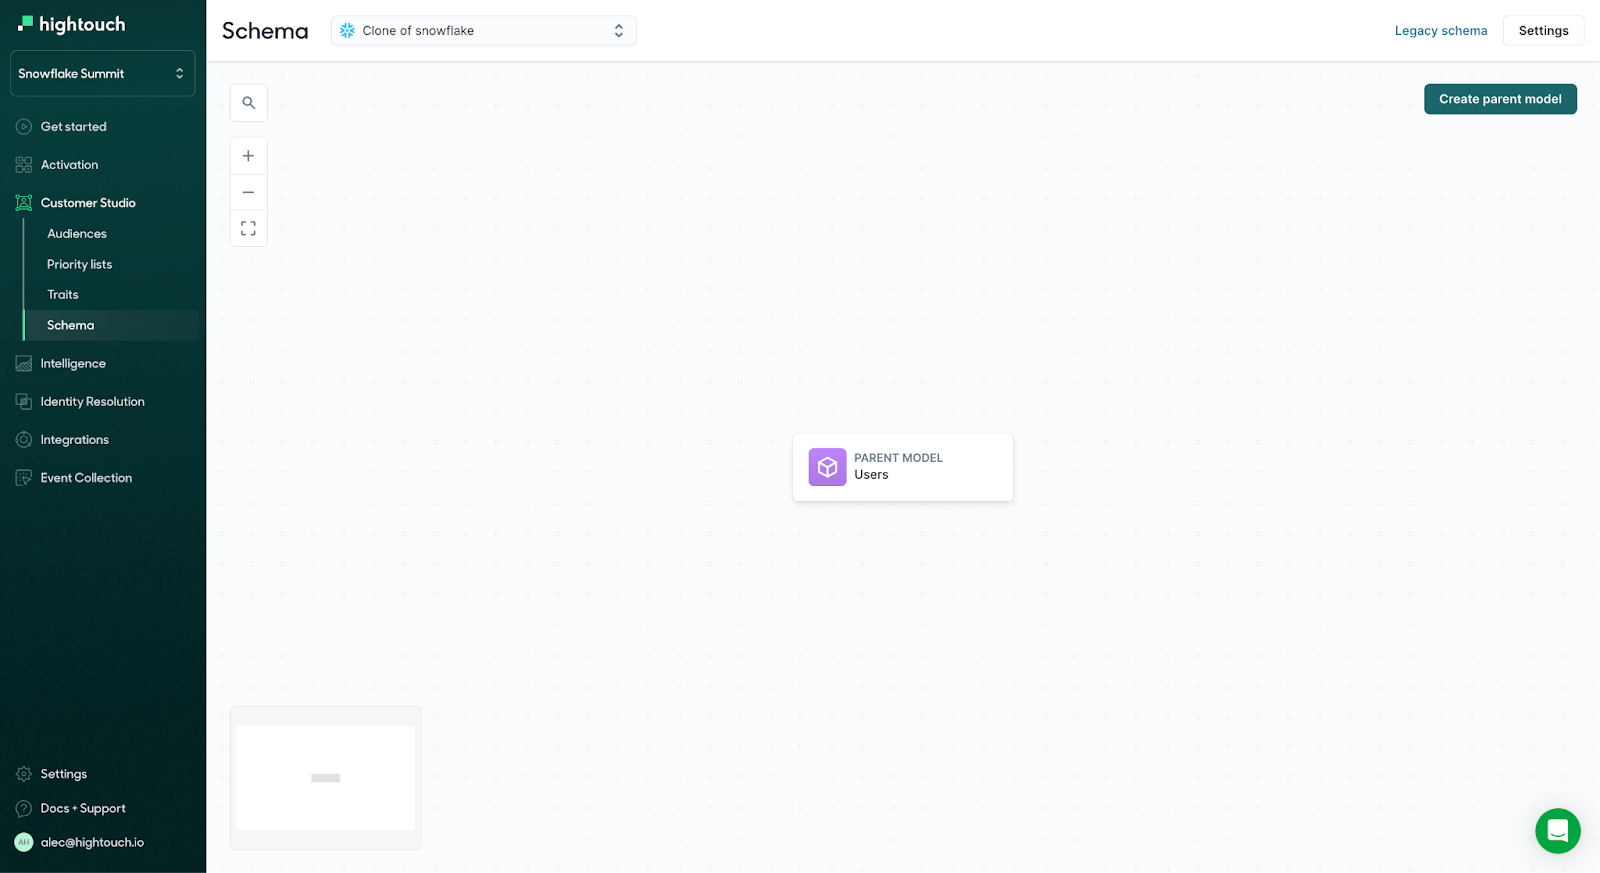 hightouch
Snowflake Summit
Get started
Activation
Customer Studio
Audiences
Priority lists
Traits
Schema
Intelligence
Identity Resolution
Integrations
Event Collection
Settings
Docs + Support
AH
alec@hightouch.io
Schema
Clone of snowflake
Legacy schema
Settings
Create parent model
PARENT MODEL
Users